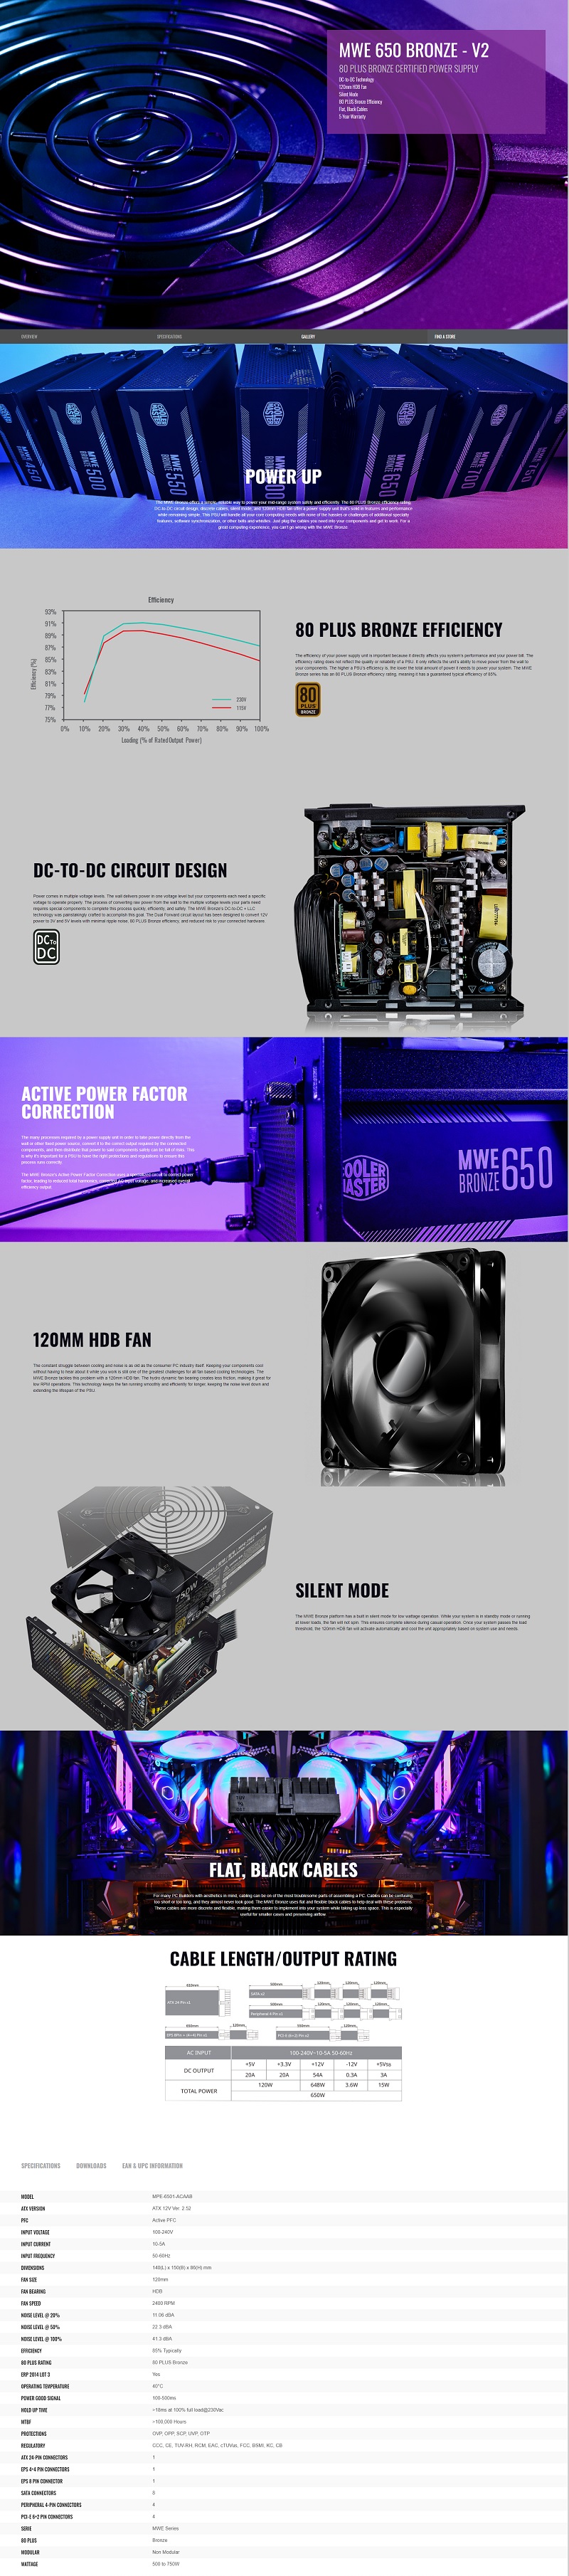 MWE 650 BRONZE - V2
80 PLUS BRONZE CERTIFIED POWER SUPPLY
DC-to-DC Technology
120mm HDB Fan
Silent Mode
80 PLUS Bronze Efficiency
Flat, Black Cables
5 Year Warranty
OVERVIEW
SPECIFICATIONS
GALLERY
FIND A STORE
POWER UP
The MWE Bronze offers a simple, reliable way to power your mid-range system safely and efficiently. The 80 PLUS Bronze efficiency rating,
DC-to-DC circuit design, discrete cables, silent mode, and 120mm HDB fan offer a power supply unit that's solid in features and performance
while remaining simple. This PSU will handle all your core computing needs with none of the hassles or challenges of additional specialty
features, software synchronization, or other bells and whistles. Just plug the cables you need into your components and get to work. For a
great computing experience, you can't go wrong with the MWE Bronze.
Efficiency
93%
91%
89%
87%
85%
83%
81%
79%
77%
75%
Efficiency (%)
230V
115V
0% 10% 20% 30% 40% 50% 60% 70% 80% 90% 100%
Loading (% of Rated Output Power)
80 PLUS BRONZE EFFICIENCY
The efficiency of your power supply unit is important because it directly affects you system's performance and your power bill. The
efficiency rating does not reflect the quality or reliability of a PSU. It only reflects the unit's ability to move power from the wall to
your components. The higher a PSU's efficiency is, the lower the total amount of power it needs to serve your system. The MWE
Bronze series has an 80 PLUS Bronze efficiency rating, meaning it has a guaranteed typical efficiency of 85%.
80
PLUS
BRONZE
DC-TO-DC CIRCUIT DESIGN
Power comes in multiple voltage levels. The wall delivers power in one voltage level but your components each need a specific
voltage to operate properly. The process of converting raw power from the wall to the multiple voltage levels your parts need
requires special components to complete this process quickly, efficiently, and safely. The MWE Bronze's DC-to-DC + LLC
technology was painstakingly crafted to accomplish this goal. The Dual Forward circuit layout has been designed to convert 12V
power to 3V and 5V levels with minimal ripple noise, 80 PLUS Bronze efficiency, and reduced risk to your connected hardware.
DC To
DC
ACTIVE POWER FACTOR
CORRECTION
The many processes required by a power supply unit in order to take power directly from the
wall or other fixed power source, convert it to the correct output required by the connected
components, and then distribute that power to said components safely can be full of risks. This
is why it's important for a PSU to have the right protections and regulations to ensure this
process runs correctly.
The MWE Bronze's Active Power Factor Correction uses a specialized circuit to correct power
factor, leading to reduced total harmonics, corrected AC input voltage, and increased overall
efficiency output.
COOLER
MASTER
MWE
BRONZE
650
120MM HDB FAN
The constant struggle between cooling and noise is as old as the consumer PC industry itself. Keeping your components cool
without having to hear about it while you work is still one of the greatest challenges for all fan based cooling technologies. The
MWE Bronze tackles this problem with a 120mm HDB fan. The hydro dynamic fan bearing creates less friction, making it great for
low RPM operations. This technology keeps the fan running smoothly and efficiently for longer, keeping the noise level down and
extending the lifespan of the PSU.
SILENT MODE
The MWE Bronze platform has a built in silent mode for low wattage operation. While your system is in standby mode or running
at lower loads, the fan will not spin. This ensures complete silence during casual operation. Once your system passes the load
threshold, the 120mm HDB fan will activate automatically and cool the unit appropriately based on system use and needs.
FLAT, BLACK CABLES
For many PC Builders with aesthetics in mind, cabling can be on of the most troublesome parts of assembling a PC. Cables can be confusing,
too short or too long, and they almost never look good. The MWE Bronze uses flat and flexible black cables to help deal with these problems.
These cables are more discrete and flexible, making them easier to implement into your system while taking up less space. This is especially
useful for smaller cases and preserving airflow.
CABLE LENGTH/OUTPUT RATING
AC INPUT 100-240V~10-5A 50-60Hz
DC OUTPUT +5V +3.3V +12V -12V +5Vsb
20A 20A 54A 0.3A 3A
TOTAL POWER 120W 648W 3.6W 15W
650W
SPECIFICATIONS DOWNLOADS EAN & UPC INFORMATION
MODEL MPE-6501-ACAAB
ATX VERSION ATX 12V Ver. 2.52
PFC Active PFC
INPUT VOLTAGE 100-240V
INPUT CURRENT 10-5A
INPUT FREQUENCY 50-60Hz
DIMENSIONS 140(L) x 150(B) x 86(H) mm
FAN SIZE 120mm
FAN BEARING HDB
FAN SPEED 2400 RPM
NOISE LEVEL @ 20%
NOISE LEVEL @ 50% 22.3 dBA
NOISE LEVEL @ 100% 41.3 dBA
EFFICIENCY 85% Typically
80 PLUS RATING 80 PLUS Bronze
ERP 2014 LOT 3 Yes
OPERATING TEMPERATURE 40°C
POWER GOOD SIGNAL 100-500ms
HOLD UP TIME >16ms at 100% full load@230Vac
MTBF >100,000 Hours
PROTECTIONS OVP, OPP, SCP, UVP, OTP
REGULATORY CCC, CE, TUV-RH, RCM, EAC, cTUVus, FCC, BSMI, KC, CB
ATX 24-PIN CONNECTORS 1
EPS 4+4 PIN CONNECTORS 1
EPS 8 PIN CONNECTOR 1
SATA CONNECTORS
PERIPHERAL 4-PIN CONNECTORS 4
PCI-E 6+2 PIN CONNECTORS 4
SERIE MWE Series
80 PLUS Bronze
MODULAR Non Modular
WATTAGE 500 to 750W